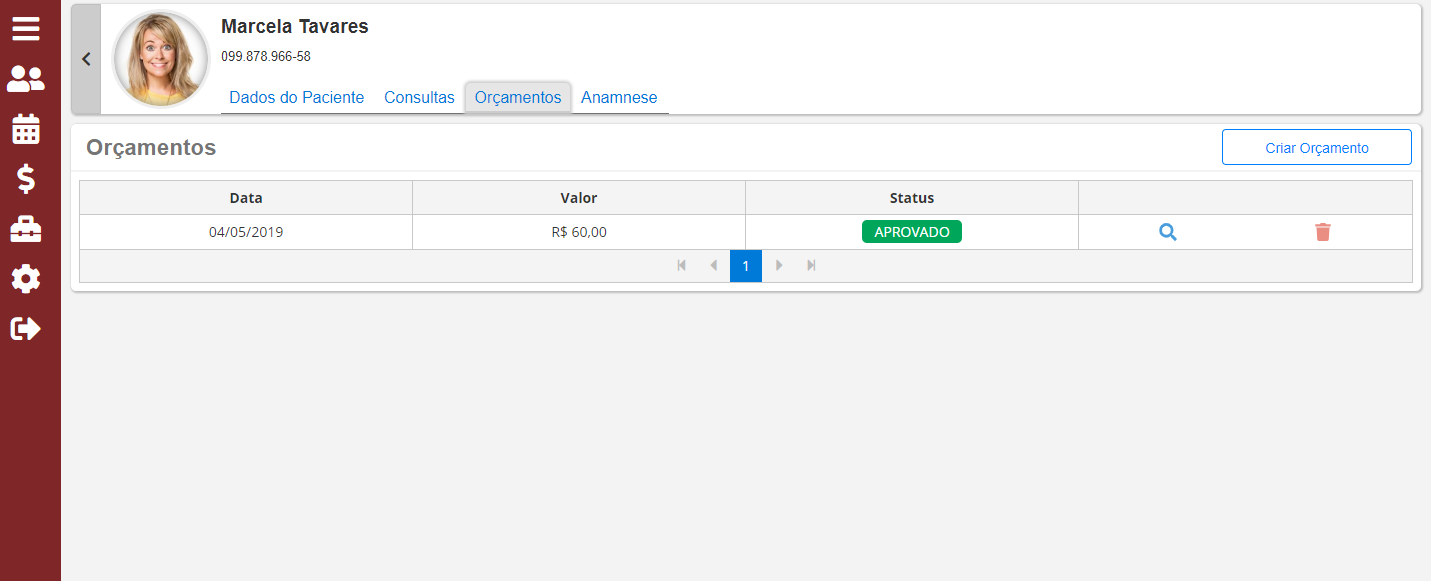 Marcela Tavares
099.878.966-58
Dados do Paciente Consultas Orçamentos Anamnese
Orçamentos Criar Orçamento
Data Valor Status
04/05/2019 R$ 60,00 APROVADO
1